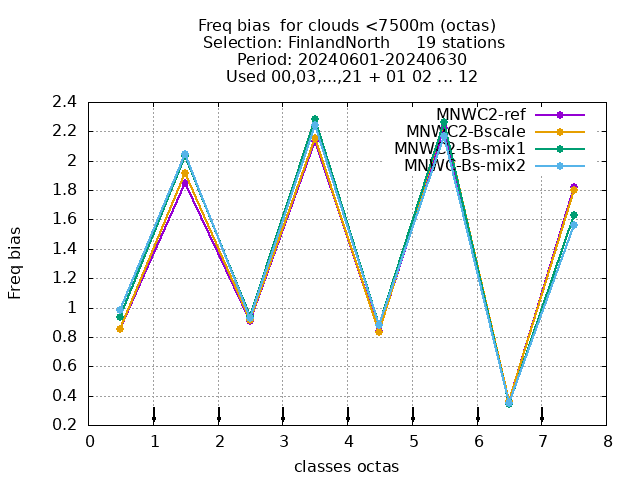 Freq bias  for clouds <7500m (octas)
Selection: FinlandNorth     19 stations
Period: 20240601-20240630
Used 00,03,...,21 + 01 02 ... 12
MNWC2-ref
MNWC2-Bscale
MNWC2-Bs-mix1
MNWC-Bs-mix2
2.4
2.2
2
1.8
1.6
1.4
1.2
1
0.8
0.6
0.4
0.2
Freq bias
0 1 2 3 4 5 6 7 8
classes octas